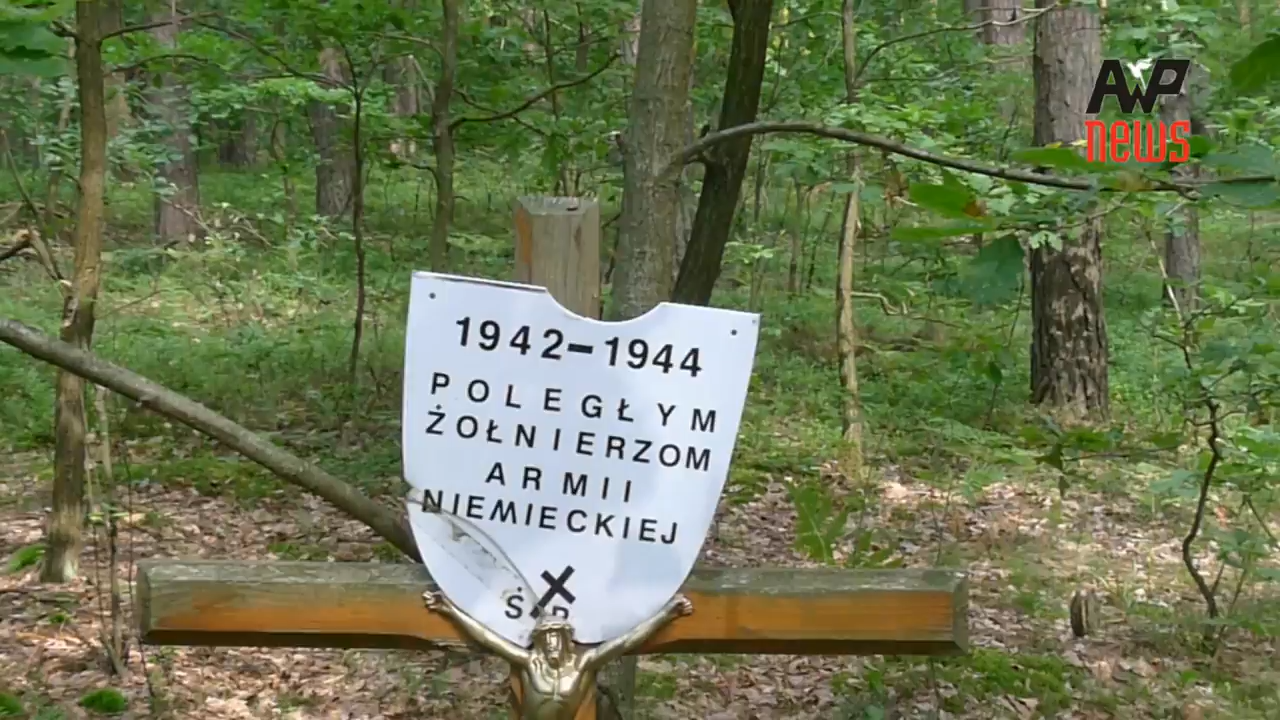 AWP
news
1942-1944
POLEGŁYM
ŻOŁNIERZOM
ARMII
NIEMIECKIEJ